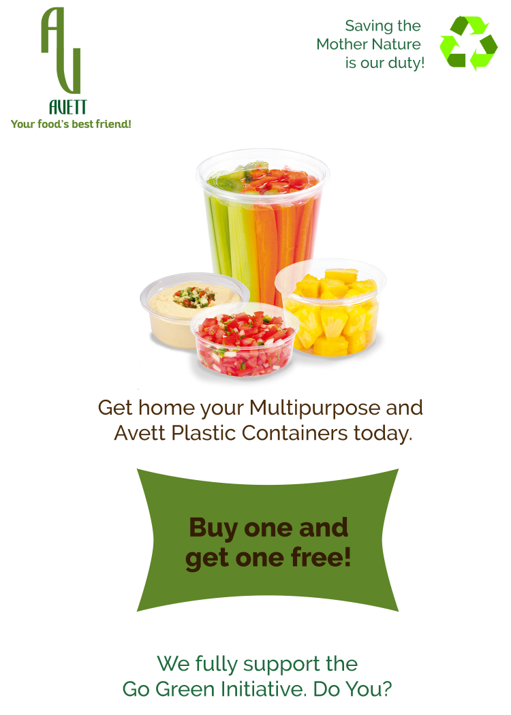 AU
AVETT
Your food's best friend!
Saving the
Mother Nature
is our duty!
Get home your Multipurpose and
Avett Plastic Containers today.
Buy one and
get one free!
We fully support the
Go Green Initiative. Do You?